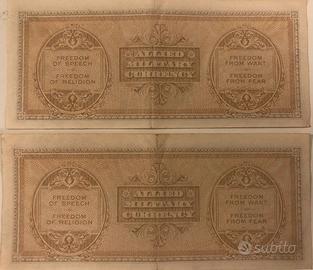 FREEDOM
OF SPEECH
FREEDOM
OF RELIGION
ALLIED
MILITARY
CURRENCY
FREEDOM
FROM WANT
FREEDOM
FROM FEAR
FREEDOM
OF SPEECH
FREEDOM
OF RELIGION
ALLIED
MILITARY
CURRENCY
FREEDOM
FROM WANT
FREEDOM
FROM FEAR
subito